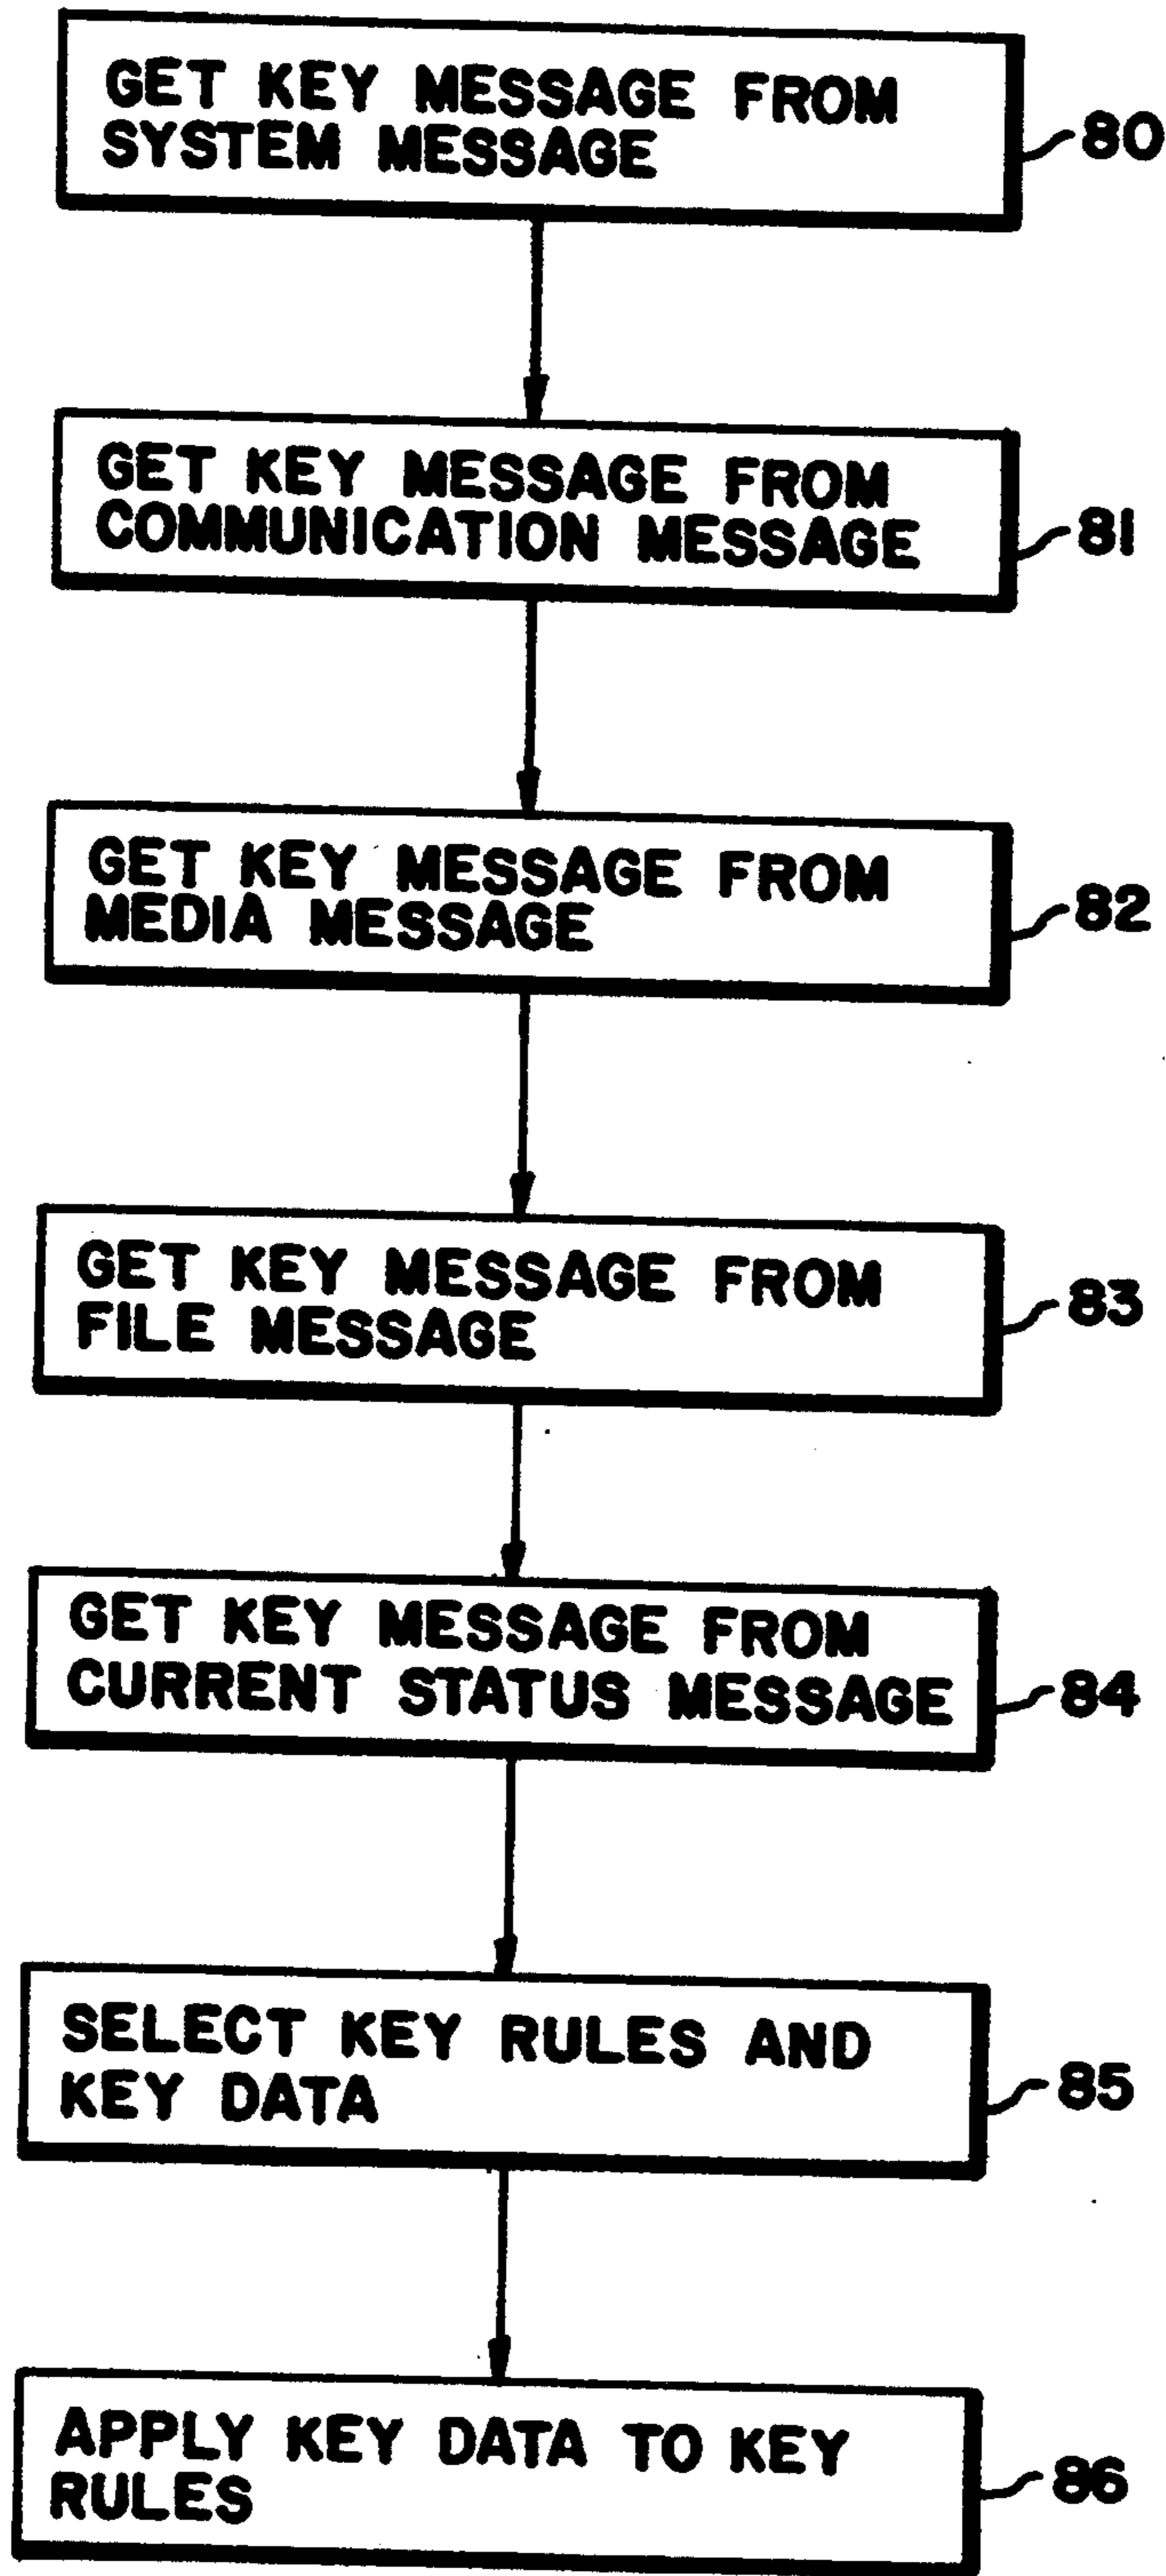 GET KEY MESSAGE FROM
SYSTEM MESSAGE
80
GET KEY MESSAGE FROM
COMMUNICATION MESSAGE
81
GET KEY MESSAGE FROM
MEDIA MESSAGE
82
GET KEY MESSAGE FROM
FILE MESSAGE
83
GET KEY MESSAGE FROM
CURRENT STATUS MESSAGE
84
SELECT KEY RULES AND
KEY DATA
85
APPLY KEY DATA TO KEY
RULES
86